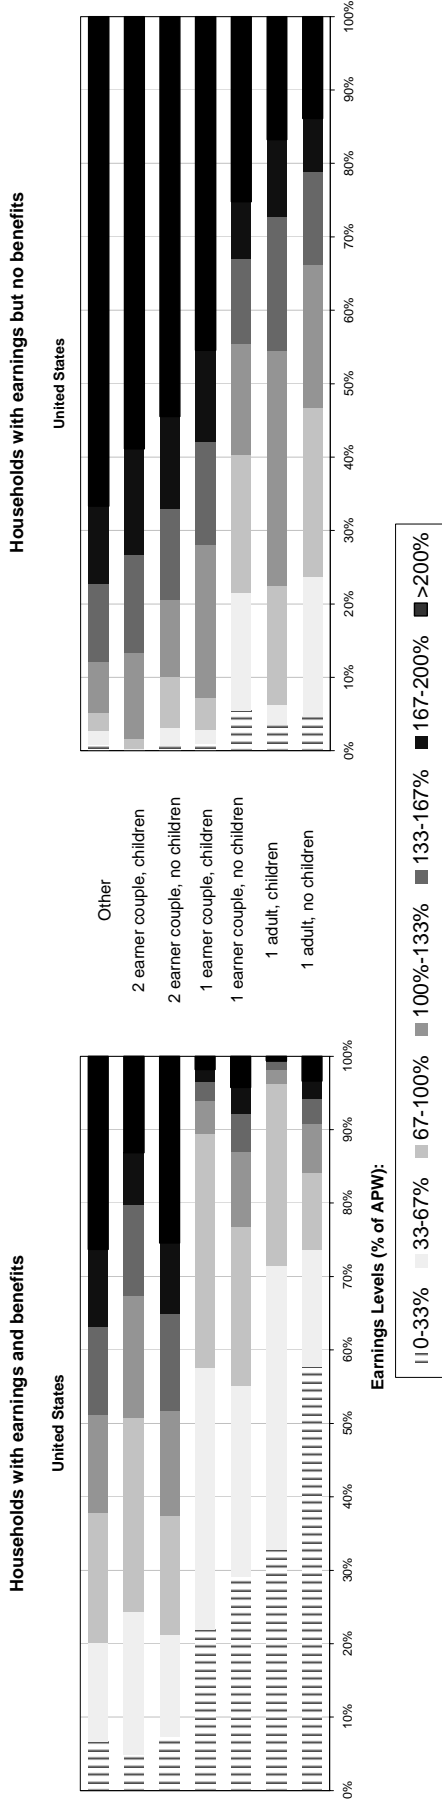 Households with earnings and benefits
United States
0% 10% 20% 30% 40% 50% 60% 70% 80% 90% 100%
Households with earnings but no benefits
United States
Other
2 earner couple, children
2 earner couple, no children
1 earner couple, children
1 earner couple, no children
1 adult, children
1 adult, no children
0% 10% 20% 30% 40% 50% 60% 70% 80% 90% 100%
Earnings Levels (% of APW):
0-33% 33-67% 67-100% 100%-133% 133-167% 167-200% >200%